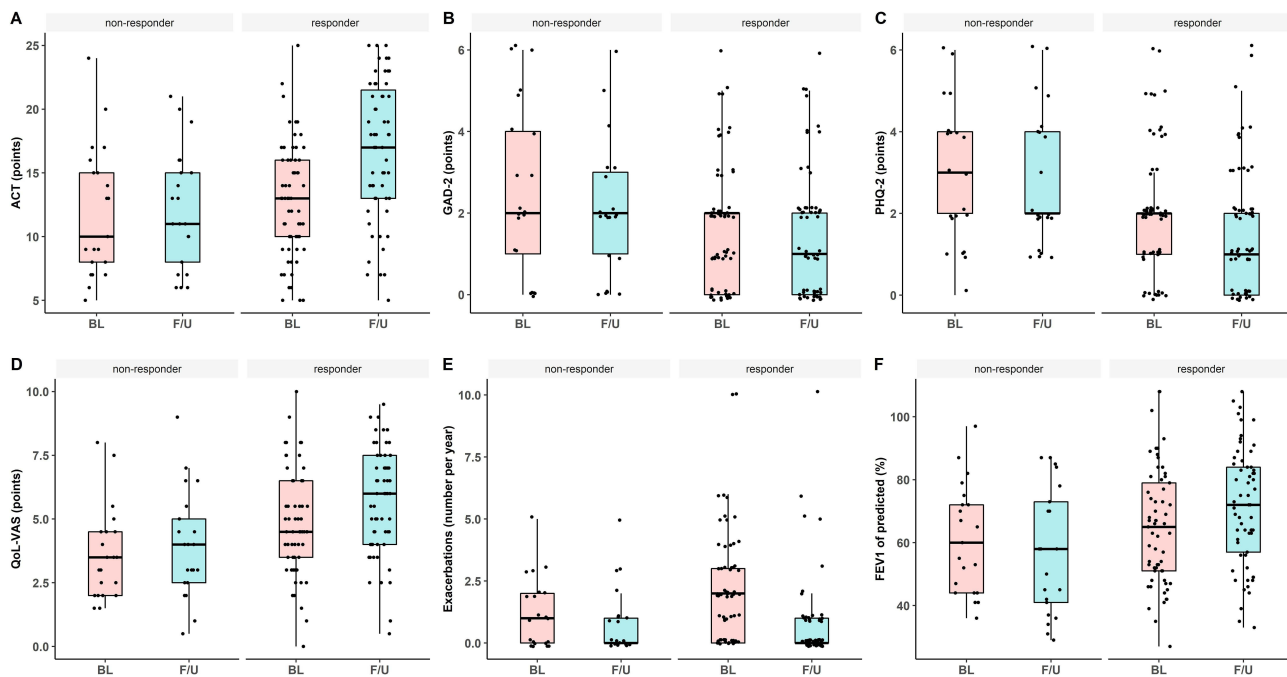 A
non-responder
responder
ACT (points)
25
20
15
10
5
BL
F/U
BL
F/U
B
non-responder
responder
GAD-2 (points)
6
4
2
0
BL
F/U
BL
F/U
C
non-responder
responder
PHQ-2 (points)
6
4
2
0
BL
F/U
BL
F/U
D
non-responder
responder
QoL-VAS (points)
10.0
7.5
5.0
2.5
0.0
BL
F/U
BL
F/U
E
non-responder
responder
Exacerbations (number per year)
10.0
7.5
5.0
2.5
0.0
BL
F/U
BL
F/U
F
non-responder
responder
FEV1 of predicted (%)
100
80
60
40
BL
F/U
BL
F/U